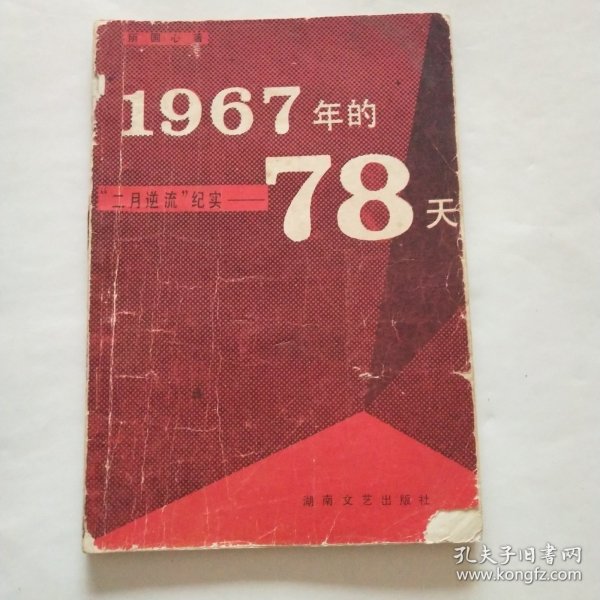 1967年的
78天
“二月逆流”纪实——
湖南文艺出版社
孔夫子旧书网
www.kongfz.com